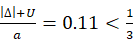 (|Δ|+U)/a = 0.11 < 1/3